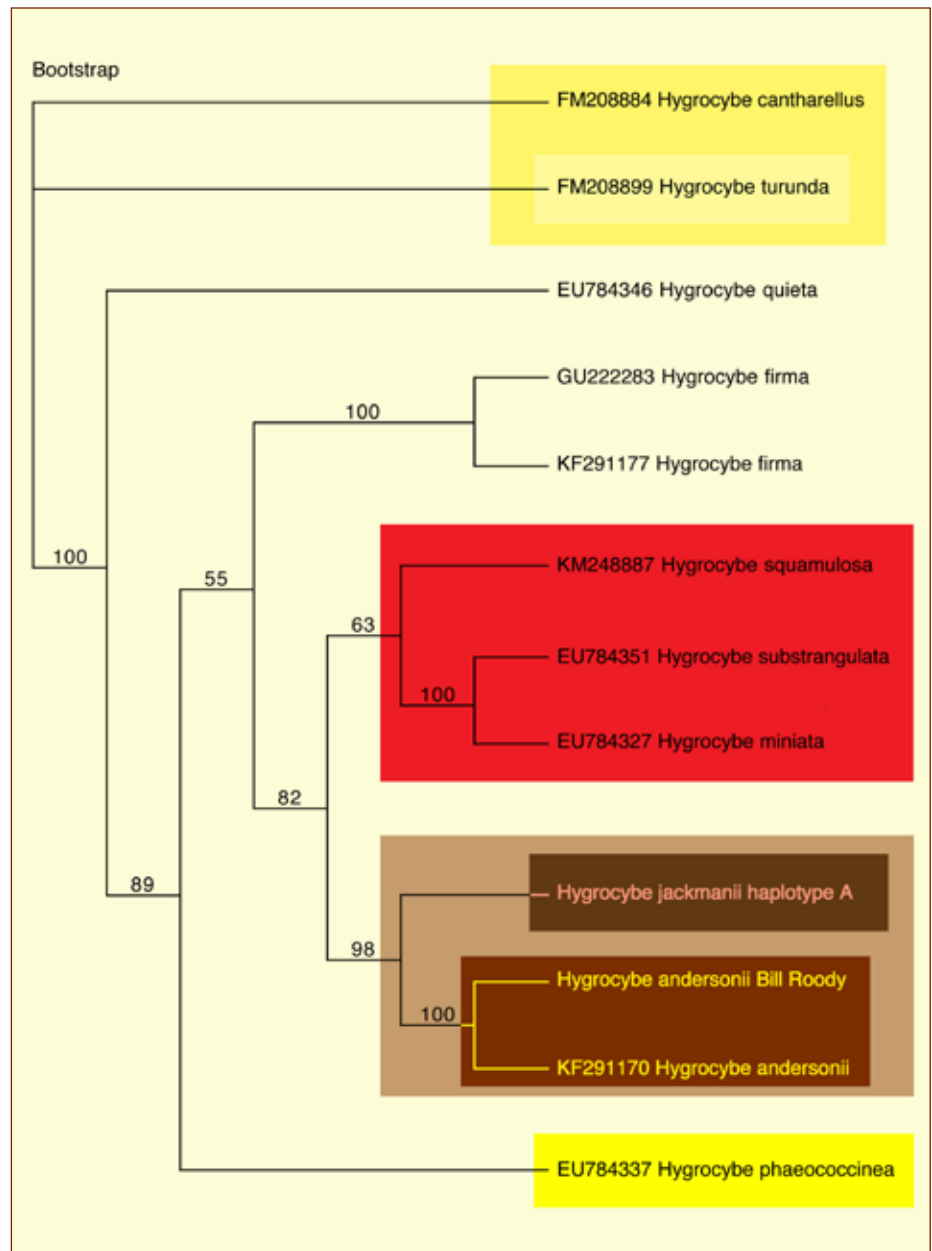 Bootstrap
FM208884 Hygrocybe cantharellus
FM208899 Hygrocybe turunda
EU784346 Hygrocybe quieta
GU222283 Hygrocybe firma
100
KF291177 Hygrocybe firma
100
KM248887 Hygrocybe squamulosa
55
63
EU784351 Hygrocybe substrangulata
100
EU784327 Hygrocybe miniata
82
89
Hygrocybe jackmanii haplotype A
98
Hygrocybe andersonii Bill Roody
100
KF291170 Hygrocybe andersonii
EU784337 Hygrocybe phaeococcinea